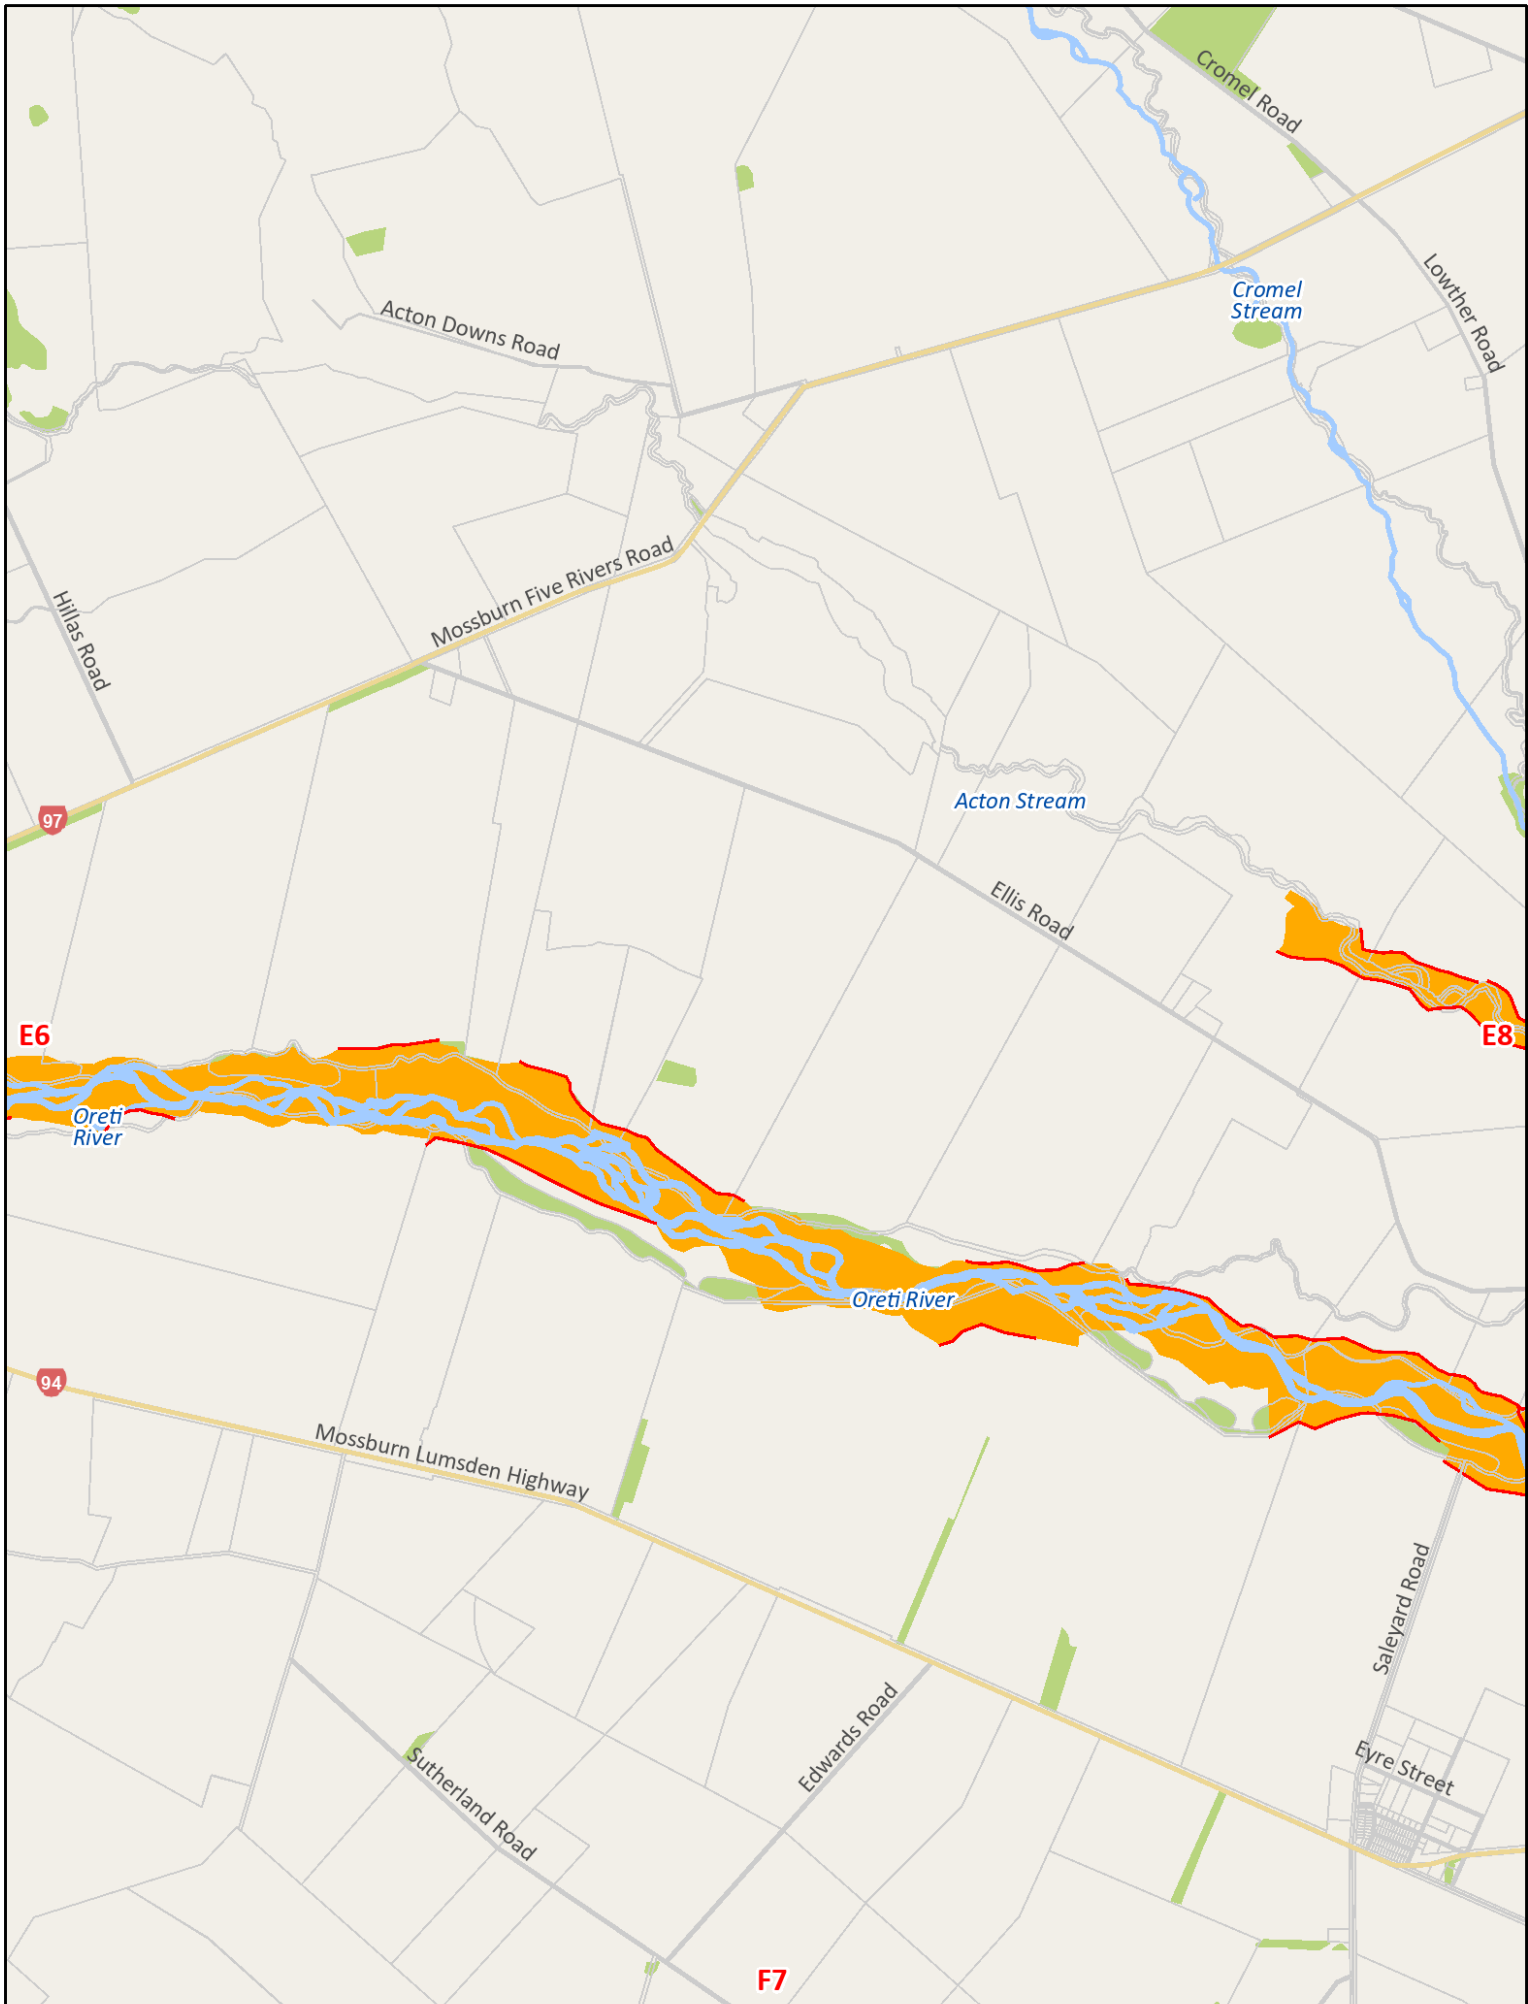 Cromel Road
Cromel
Stream
Lowther Road
Acton Downs Road
Mossburn Five Rivers Road
Hillas Road
97
Acton Stream
Ellis Road
E6
E8
Oreti
River
Oreti River
94
Mossburn Lumsden Highway
Saleyard Road
Edwards Road
Eyre Street
Sutherland Road
F7